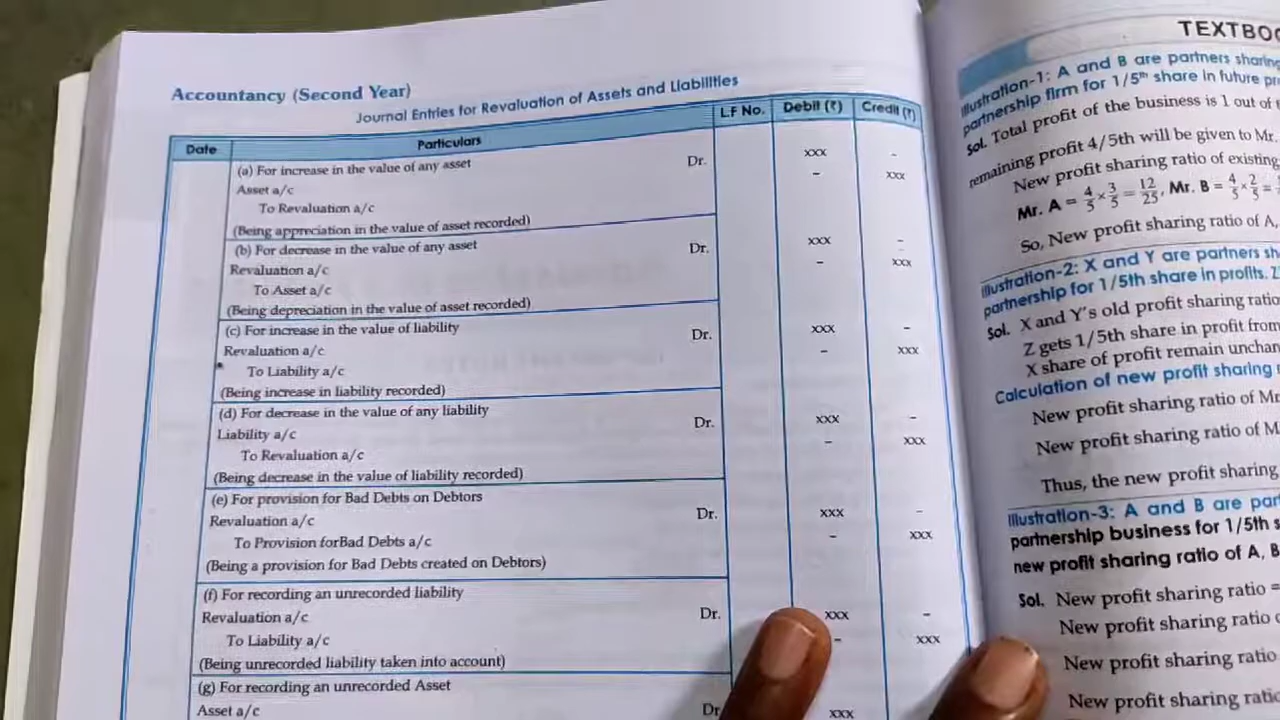 Accountancy (Second Year)
Journal Entries for Revaluation of Assets and Liabilities
Date Particulars L.F No. Debit (₹) Credit (₹)
(a) For increase in the value of any asset
Asset a/c Dr. xxx -
To Revaluation a/c - xxx
(Being appreciation in the value of asset recorded)
(b) For decrease in the value of any asset
Revaluation a/c Dr. xxx -
To Asset a/c - xxx
(Being depreciation in the value of asset recorded)
(c) For increase in the value of liability
Revaluation a/c Dr. xxx -
To Liability a/c - xxx
(Being increase in liability recorded)
(d) For decrease in the value of any liability
Liability a/c Dr. xxx -
To Revaluation a/c - xxx
(Being decrease in the value of liability recorded)
(e) For provision for Bad Debts on Debtors
Revaluation a/c Dr. xxx -
To Provision forBad Debts a/c - xxx
(Being a provision for Bad Debts created on Debtors)
(f) For recording an unrecorded liability
Revaluation a/c Dr. xxx -
To Liability a/c - xxx
(Being unrecorded liability taken into account)
(g) For recording an unrecorded Asset
Asset a/c Dr xxx
TEXTBO
Illustration-1: A and B are partners sharing
partnership firm for 1/5th share in future pr
Sol. Total profit of the business is 1 out of
remaining profit 4/5th will be given to Mr.
New profit sharing ratio of existing
Mr. A = 4/5 × 3/5 = 12/25, Mr. B = 4/5 × 2/5 =
So, New profit sharing ratio of A,
Illustration-2: X and Y are partners sh
partnership for 1/5th share in profits. Z
Sol. X and Y's old profit sharing ratio
Z gets 1/5th share in profit from
X share of profit remain unchan
Calculation of new profit sharing
New profit sharing ratio of Mr
New profit sharing ratio of M
Thus, the new profit sharing
Illustration-3: A and B are par
partnership business for 1/5th s
new profit sharing ratio of A, B
Sol. New profit sharing ratio =
New profit sharing ratio
New profit sharing ratio
New profit sharing ratio